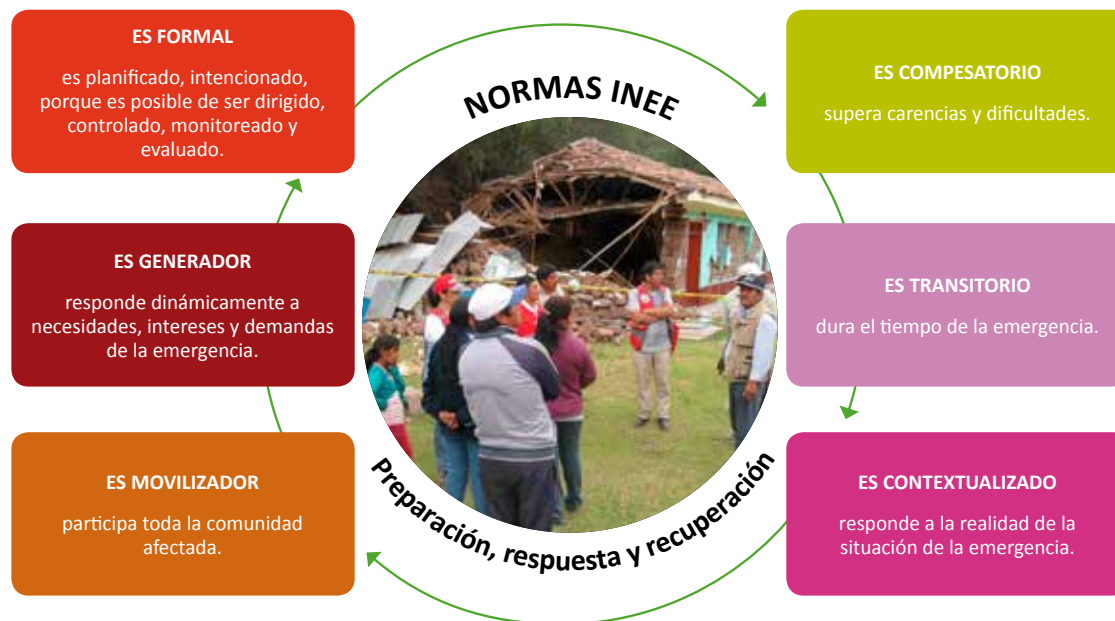 ES FORMAL
es planificado, intencionado,
porque es posible de ser dirigido,
controlado, monitoreado y
evaluado.
NORMAS INEE
ES COMPESATORIO
supera carencias y dificultades.
ES GENERADOR
responde dinámicamente a
necesidades, intereses y demandas
de la emergencia.
ES TRANSITORIO
dura el tiempo de la emergencia.
ES MOVILIZADOR
participa toda la comunidad
afectada.
Preparación, respuesta y recuperación
ES CONTEXTUALIZADO
responde a la realidad de la
situación de la emergencia.